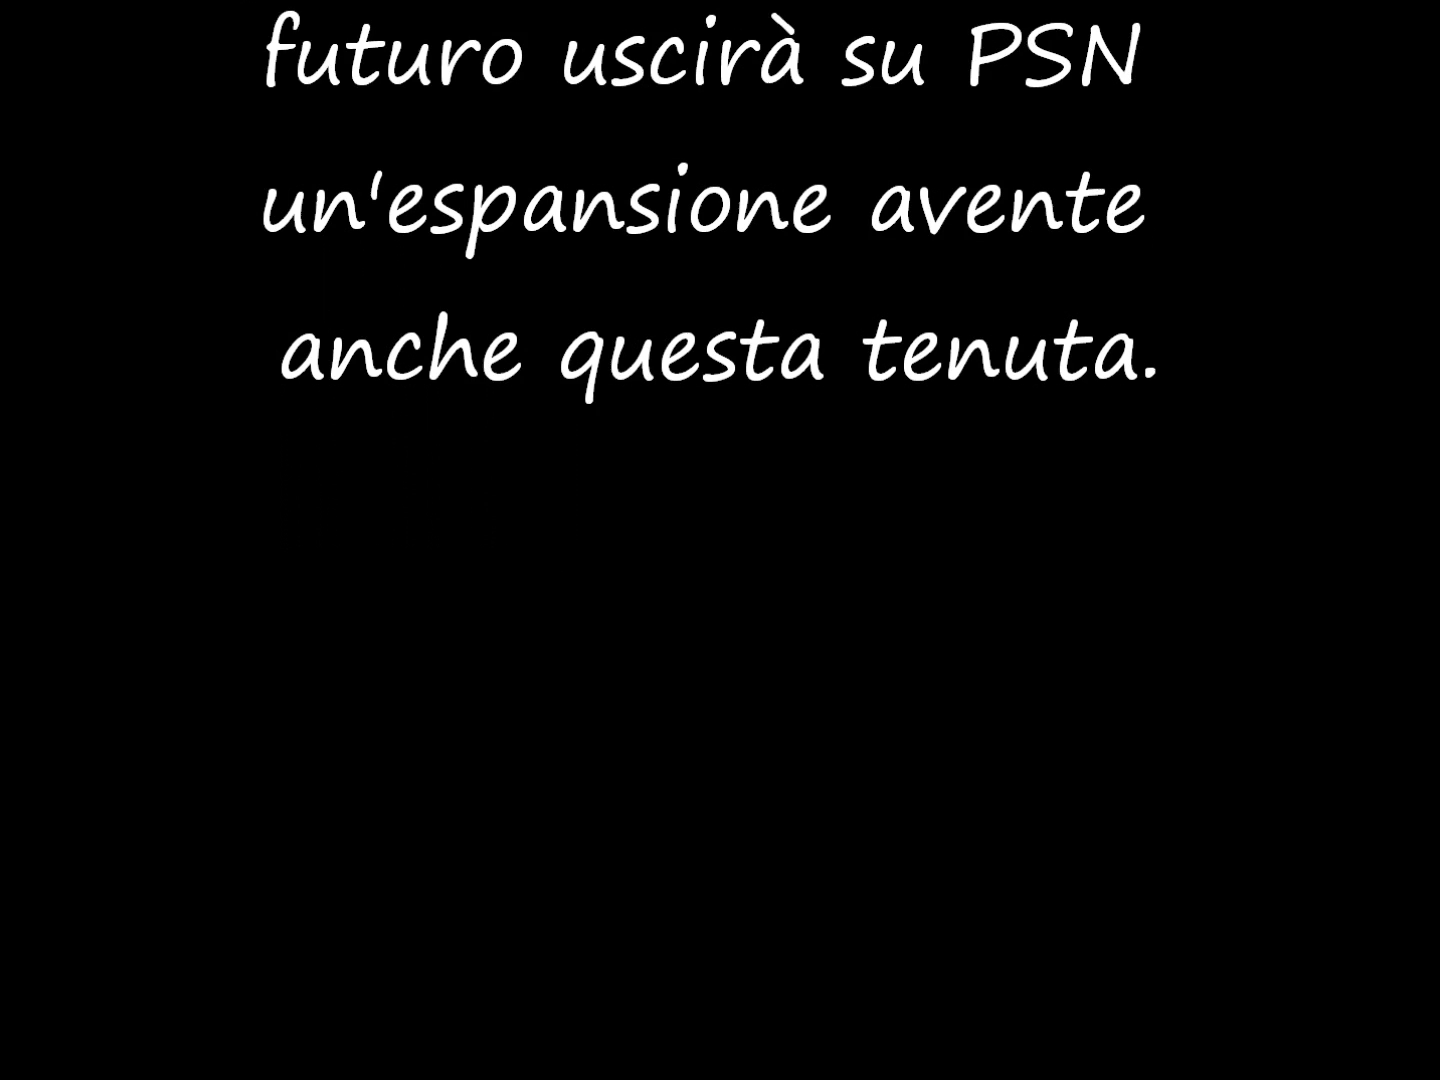 futuro uscirà su PSN
un'espansione avente
anche questa tenuta.